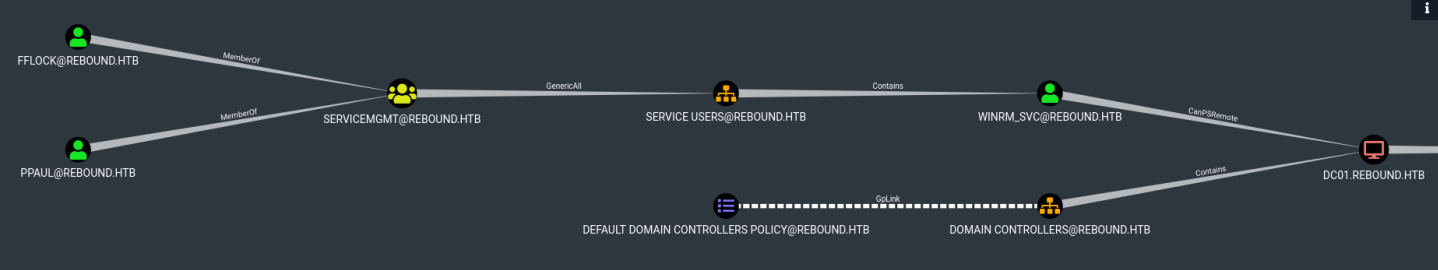 i
FFLOCK@REBOUND.HTB
MemberOf
PPAUL@REBOUND.HTB
MemberOf
SERVICEMGMT@REBOUND.HTB
GenericAll
SERVICE USERS@REBOUND.HTB
Contains
WINRM_SVC@REBOUND.HTB
CanPSRemote
DC01.REBOUND.HTB
DEFAULT DOMAIN CONTROLLERS POLICY@REBOUND.HTB
GpLink
DOMAIN CONTROLLERS@REBOUND.HTB
Contains